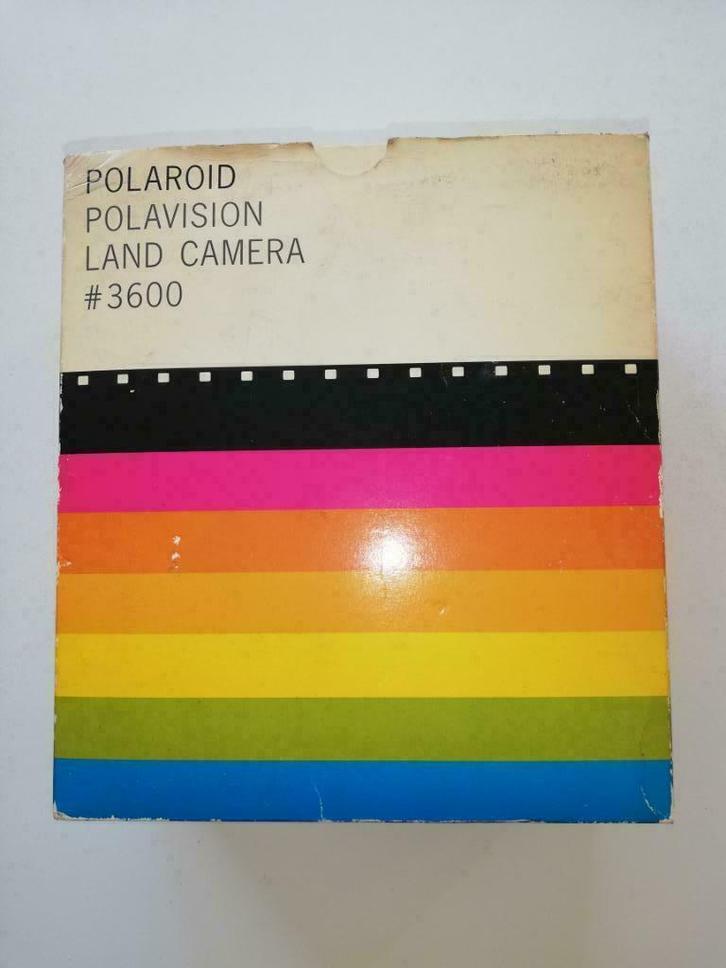 POLAROID
POLAVISION
LAND CAMERA
#3600